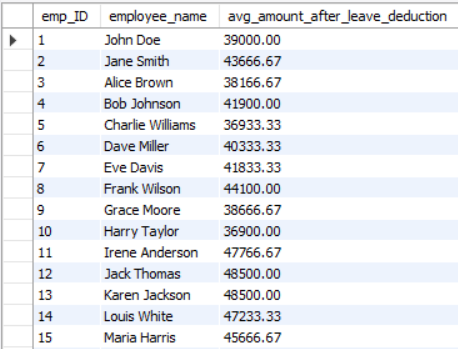 emp_ID employee_name avg_amount_after_leave_deduction
1 John Doe 39000.00
2 Jane Smith 43666.67
3 Alice Brown 38166.67
4 Bob Johnson 41900.00
5 Charlie Williams 36933.33
6 Dave Miller 40333.33
7 Eve Davis 41833.33
8 Frank Wilson 44100.00
9 Grace Moore 38666.67
10 Harry Taylor 36900.00
11 Irene Anderson 47766.67
12 Jack Thomas 48500.00
13 Karen Jackson 48500.00
14 Louis White 47233.33
15 Maria Harris 45666.67